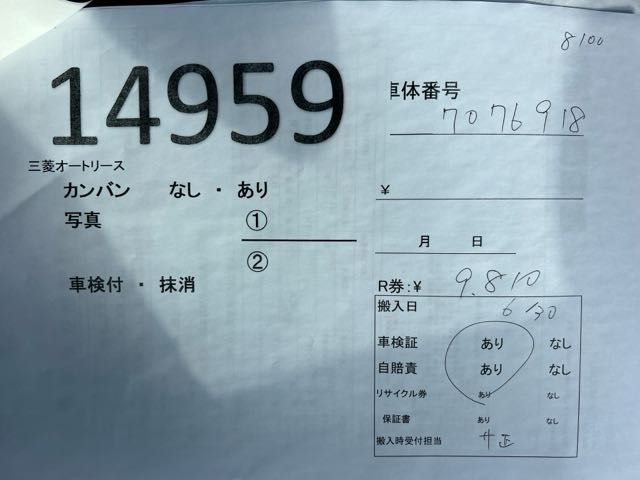 8100
14959
車体番号
7076918
三菱オートリース
カンバン なし ・ あり
¥
写真 ①
②
月 日
車検付 ・ 抹消
R券:¥ 9.810
搬入日 6/30
車検証 あり なし
自賠責 あり なし
リサイクル券 あり なし
保証書 あり なし
搬入時受付担当